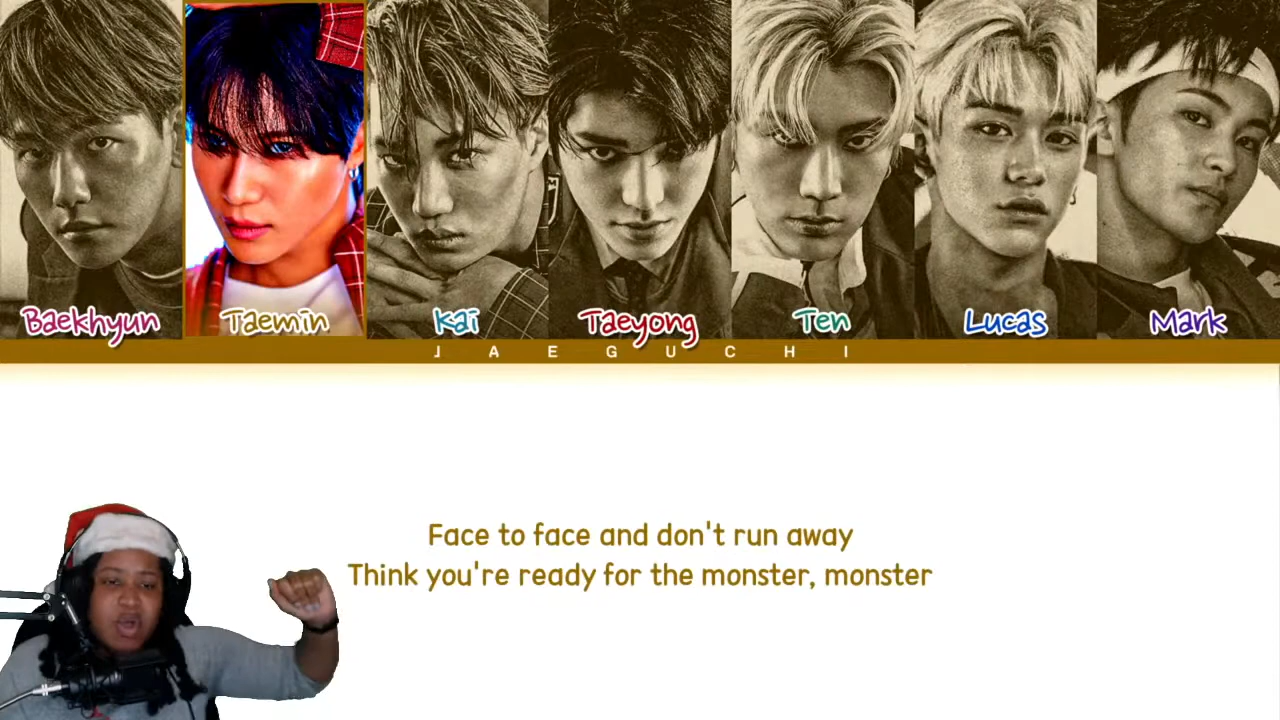 Baekhyun Taemin Kai Taeyong Ten Lucas Mark
J A E G U C H I
Face to face and don't run away
Think you're ready for the monster, monster